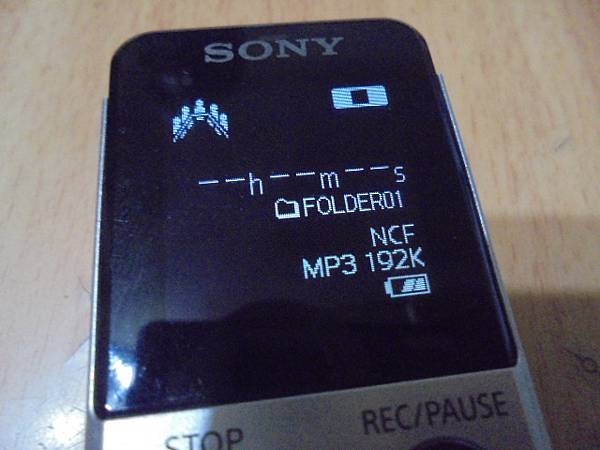 SONY
--h--m--s
FOLDER01
NCF
MP3 192K
STOP REC/PAUSE